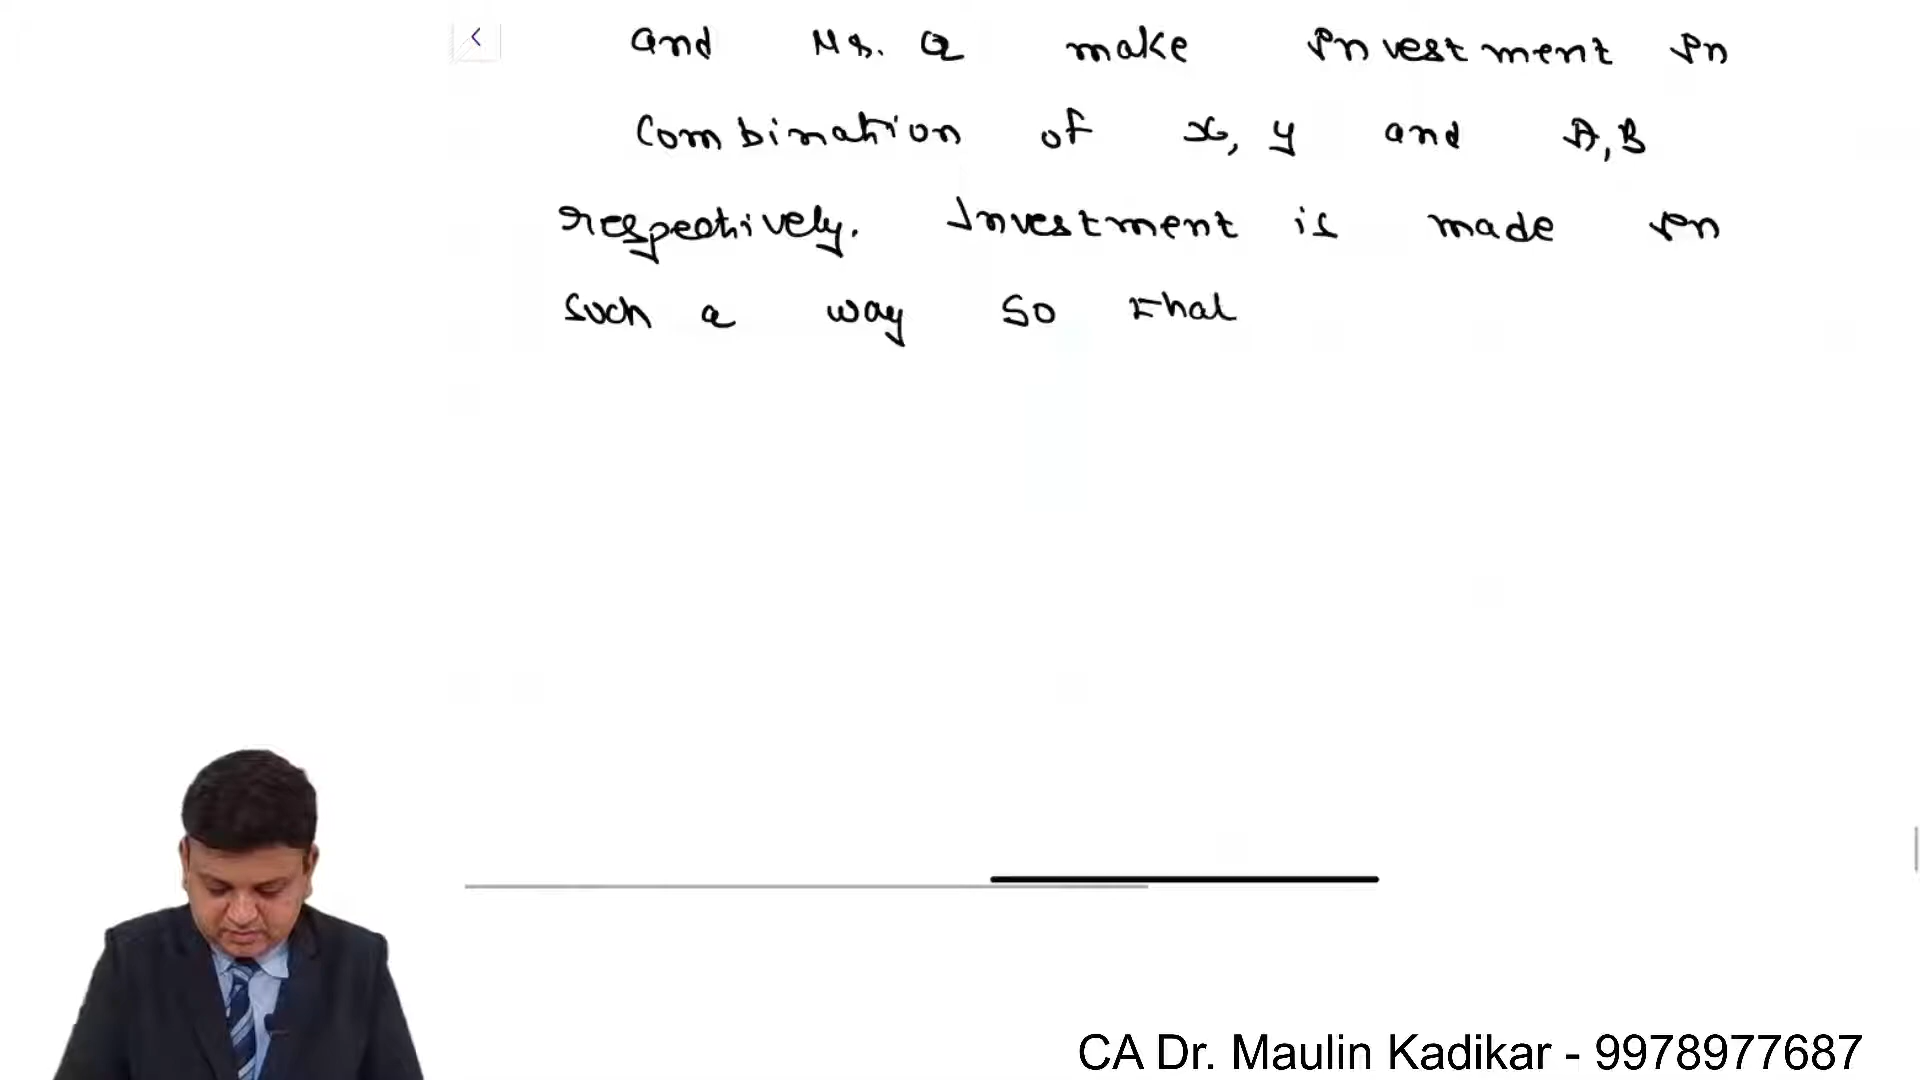 and Mr. Q make investment in
Combination of x, y and A, B
respectively. Investment is made in
such a way so that
CA Dr. Maulin Kadikar - 9978977687